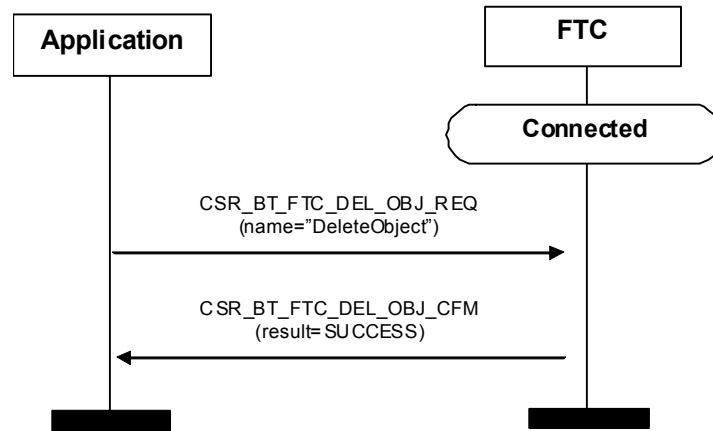 Application
FTC
Connected
CSR_BT_FTC_DEL_OBJ_REQ
(name=”DeleteObject”)
CSR_BT_FTC_DEL_OBJ_CFM
(result=SUCCESS)